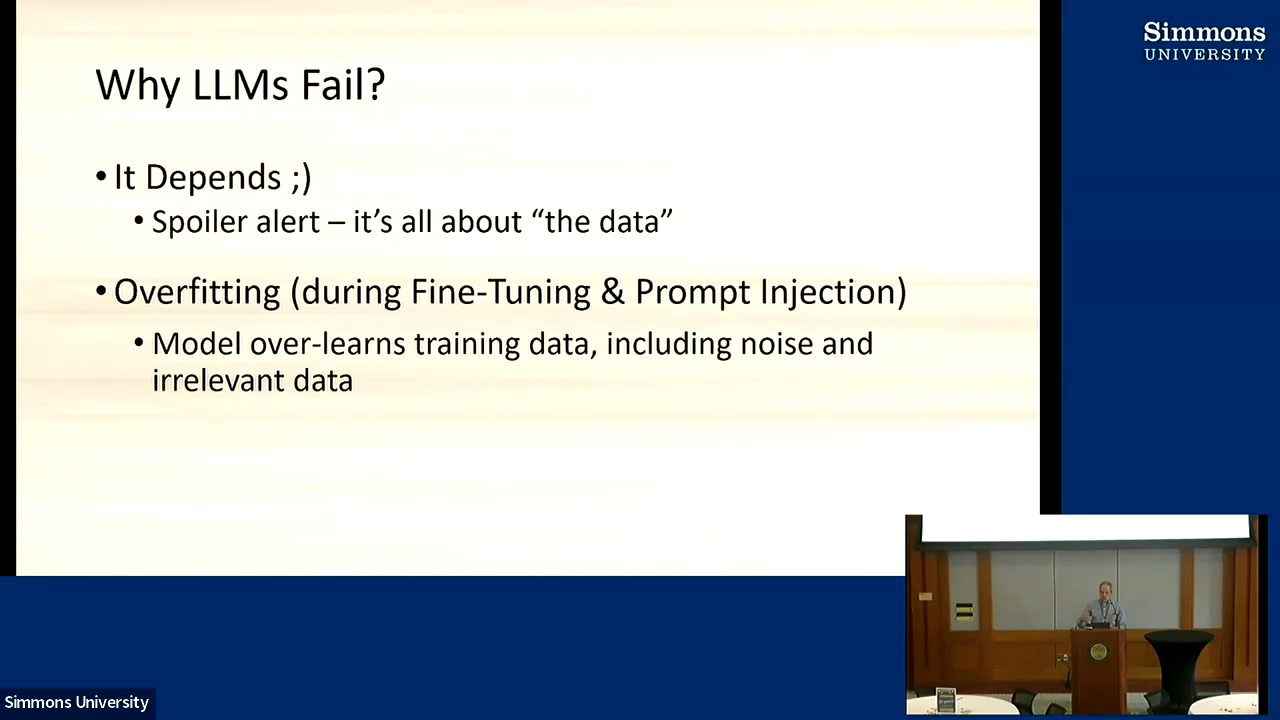 Simmons
UNIVERSITY
Why LLMs Fail?
• It Depends ;)
• Spoiler alert – it’s all about “the data”
• Overfitting (during Fine-Tuning & Prompt Injection)
• Model over-learns training data, including noise and
irrelevant data
Simmons University